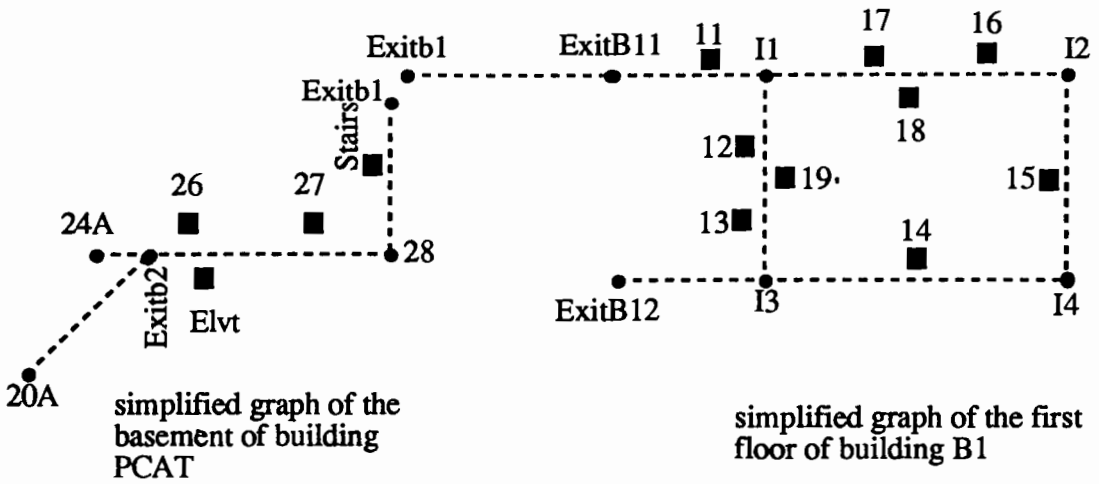 17
16
11
I1
I2
Exitb1
ExitB11
Exitb1
Stairs
18
12
19.
15
26
27
13
14
24A
28
Exitb2
Elvt
ExitB12
I3
I4
20A
simplified graph of the
basement of building
PCAT
simplified graph of the first
floor of building B1